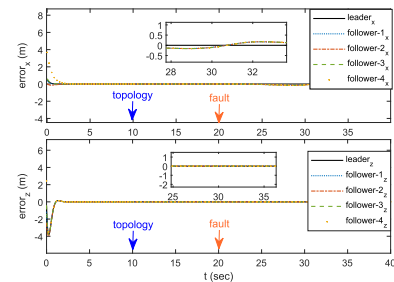 error_x (m)
8
6
4
2
0
-2
-4
1
0.5
0
-0.5
28
30
32
leader_x
follower-1_x
follower-2_x
follower-3_x
follower-4_x
topology
fault
0 5 10 15 20 25 30 35 40
error_z (m)
6
4
2
0
-2
-4
1
0
-1
-2
25
30
35
leader_z
follower-1_z
follower-2_z
follower-3_z
follower-4_z
topology
fault
0 5 10 15 20 25 30 35 40
t (sec)